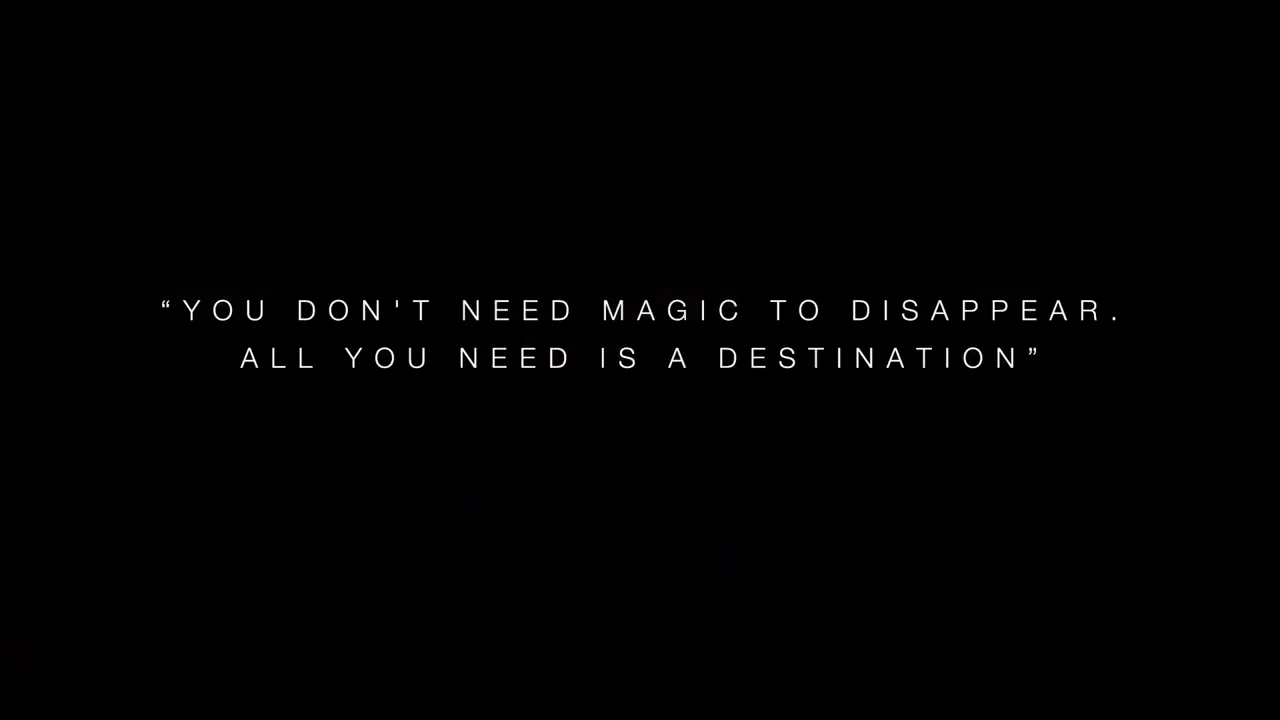 “YOU DON'T NEED MAGIC TO DISAPPEAR.
ALL YOU NEED IS A DESTINATION”